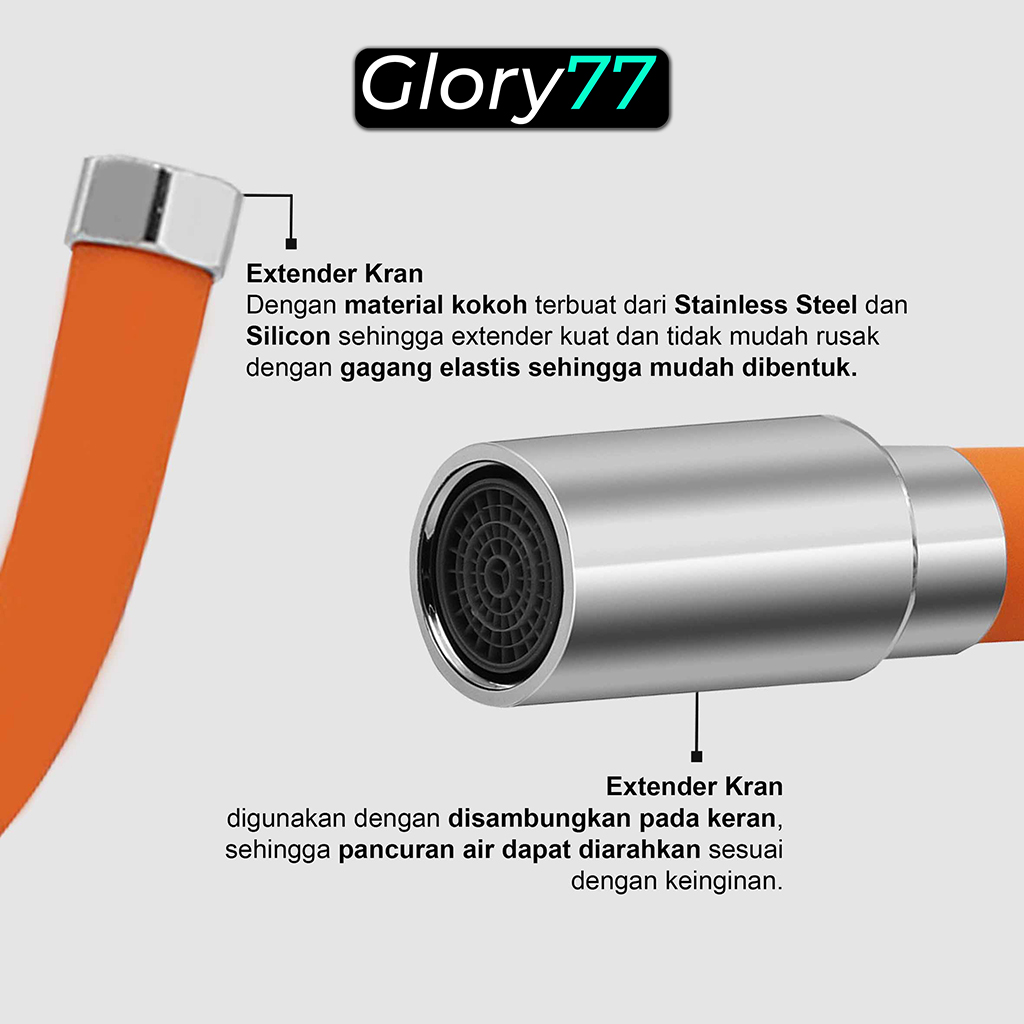 Glory77
Extender Kran
Dengan material kokoh terbuat dari Stainless Steel dan
Silicon sehingga extender kuat dan tidak mudah rusak
dengan gagang elastis sehingga mudah dibentuk.
Extender Kran
digunakan dengan disambungkan pada keran,
sehingga pancuran air dapat diarahkan sesuai
dengan keinginan.